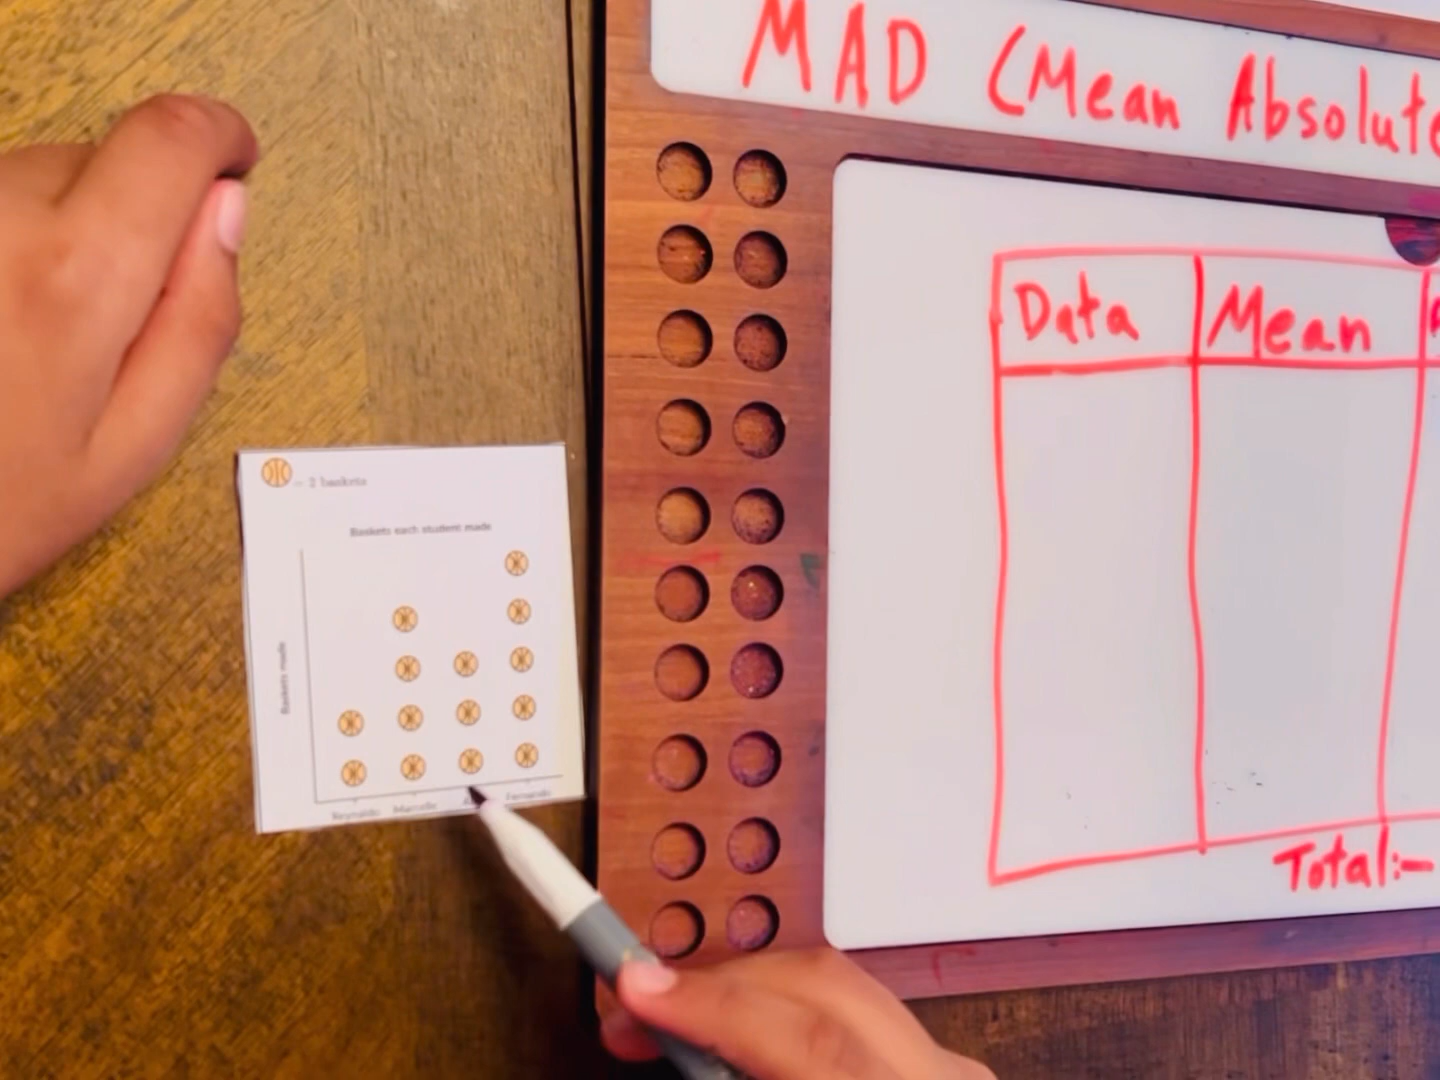 MAD (Mean Absolute
Data Mean
Total:-
= 2 baskets
Baskets each student made
Baskets made
Reynaldo Marcelo Fernando